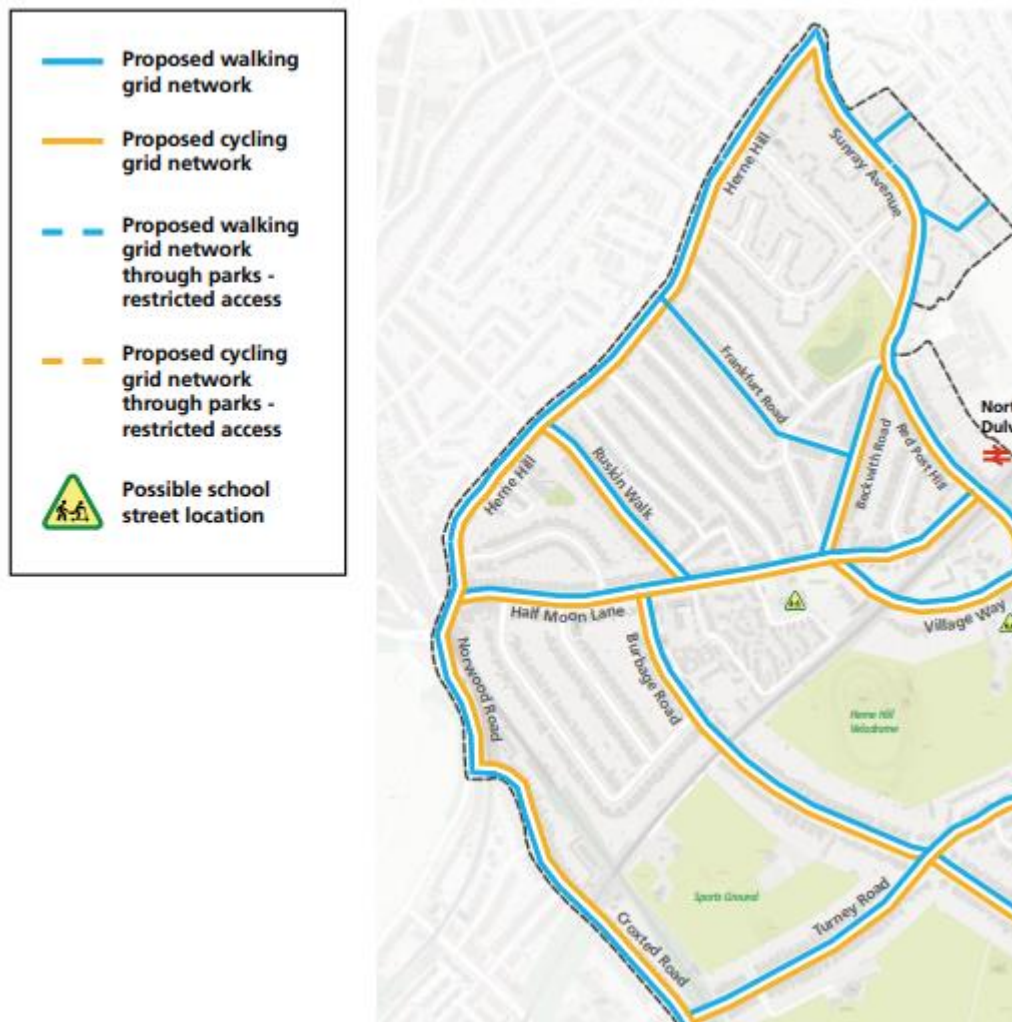 Proposed walking
grid network
Proposed cycling
grid network
Proposed walking
grid network
through parks -
restricted access
Proposed cycling
grid network
through parks -
restricted access
Possible school
street location
Herne Hill
Sunray Avenue
Frankfurt Road
Nort
Dulv
Beckwith Road
Red Post Hill
Herne Hill
Ruskin Walk
Half Moon Lane
Village Way
Norwood Road
Burbage Road
Herne Hill
Velodrome
Sports Ground
Turney Road
Croxted Road